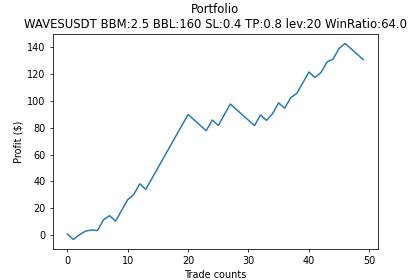 Portfolio
WAVESUSDT BBM:2.5 BBL:160 SL:0.4 TP:0.8 lev:20 WinRatio:64.0
140
120
100
80
60
40
20
0
Profit ($)
0 10 20 30 40 50
Trade counts